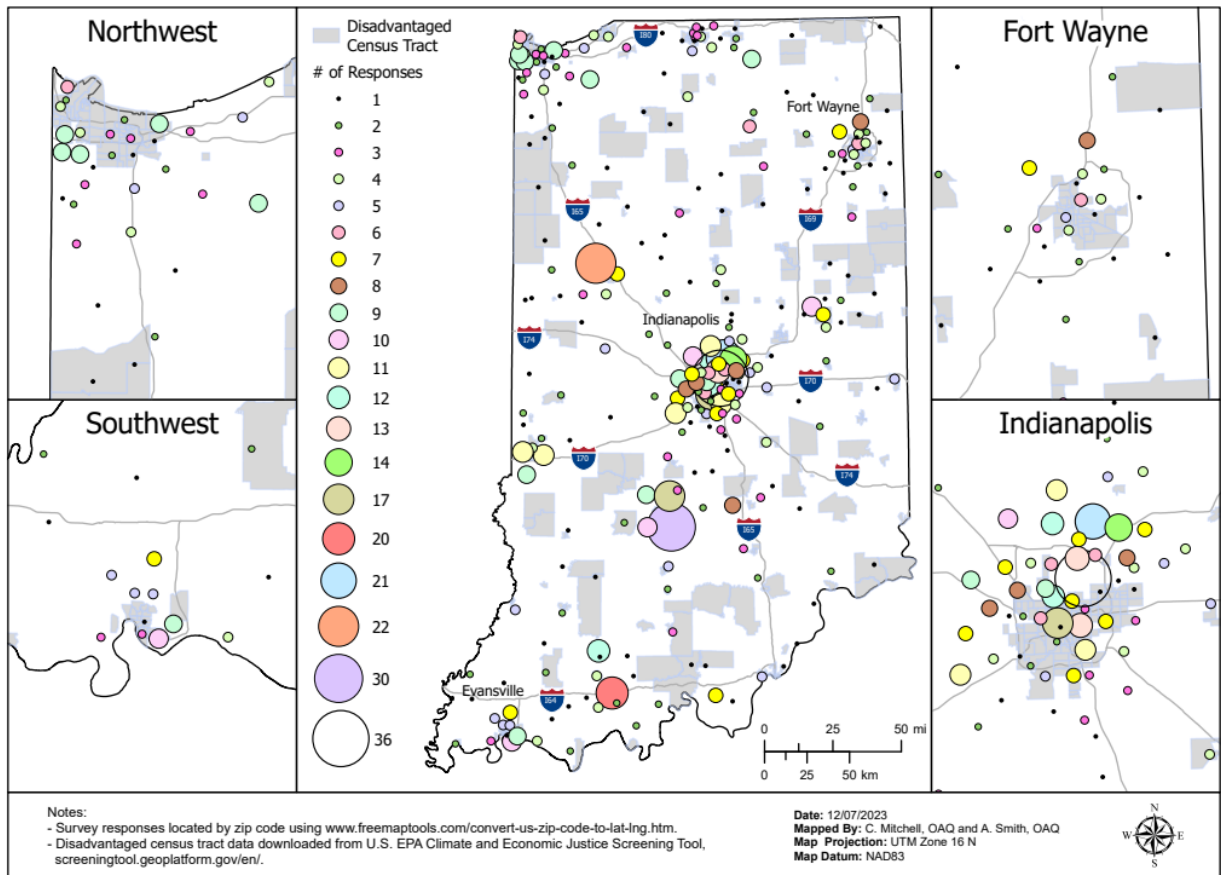 Northwest
Disadvantaged
Census Tract
# of Responses
1
2
3
4
5
6
7
8
9
10
11
12
13
14
17
20
21
22
30
36
I80
Fort Wayne
I65
I69
Indianapolis
I74
I70
I70
I74
I65
Evansville
I64
0 25 50 mi
0 25 50 km
Fort Wayne
Southwest
Indianapolis
Notes:
- Survey responses located by zip code using www.freemaptools.com/convert-us-zip-code-to-lat-lng.htm.
- Disadvantaged census tract data downloaded from U.S. EPA Climate and Economic Justice Screening Tool,
screeningtool.geoplatform.gov/en/.
Date: 12/07/2023
Mapped By: C. Mitchell, OAQ and A. Smith, OAQ
Map Projection: UTM Zone 16 N
Map Datum: NAD83
N
W E
S